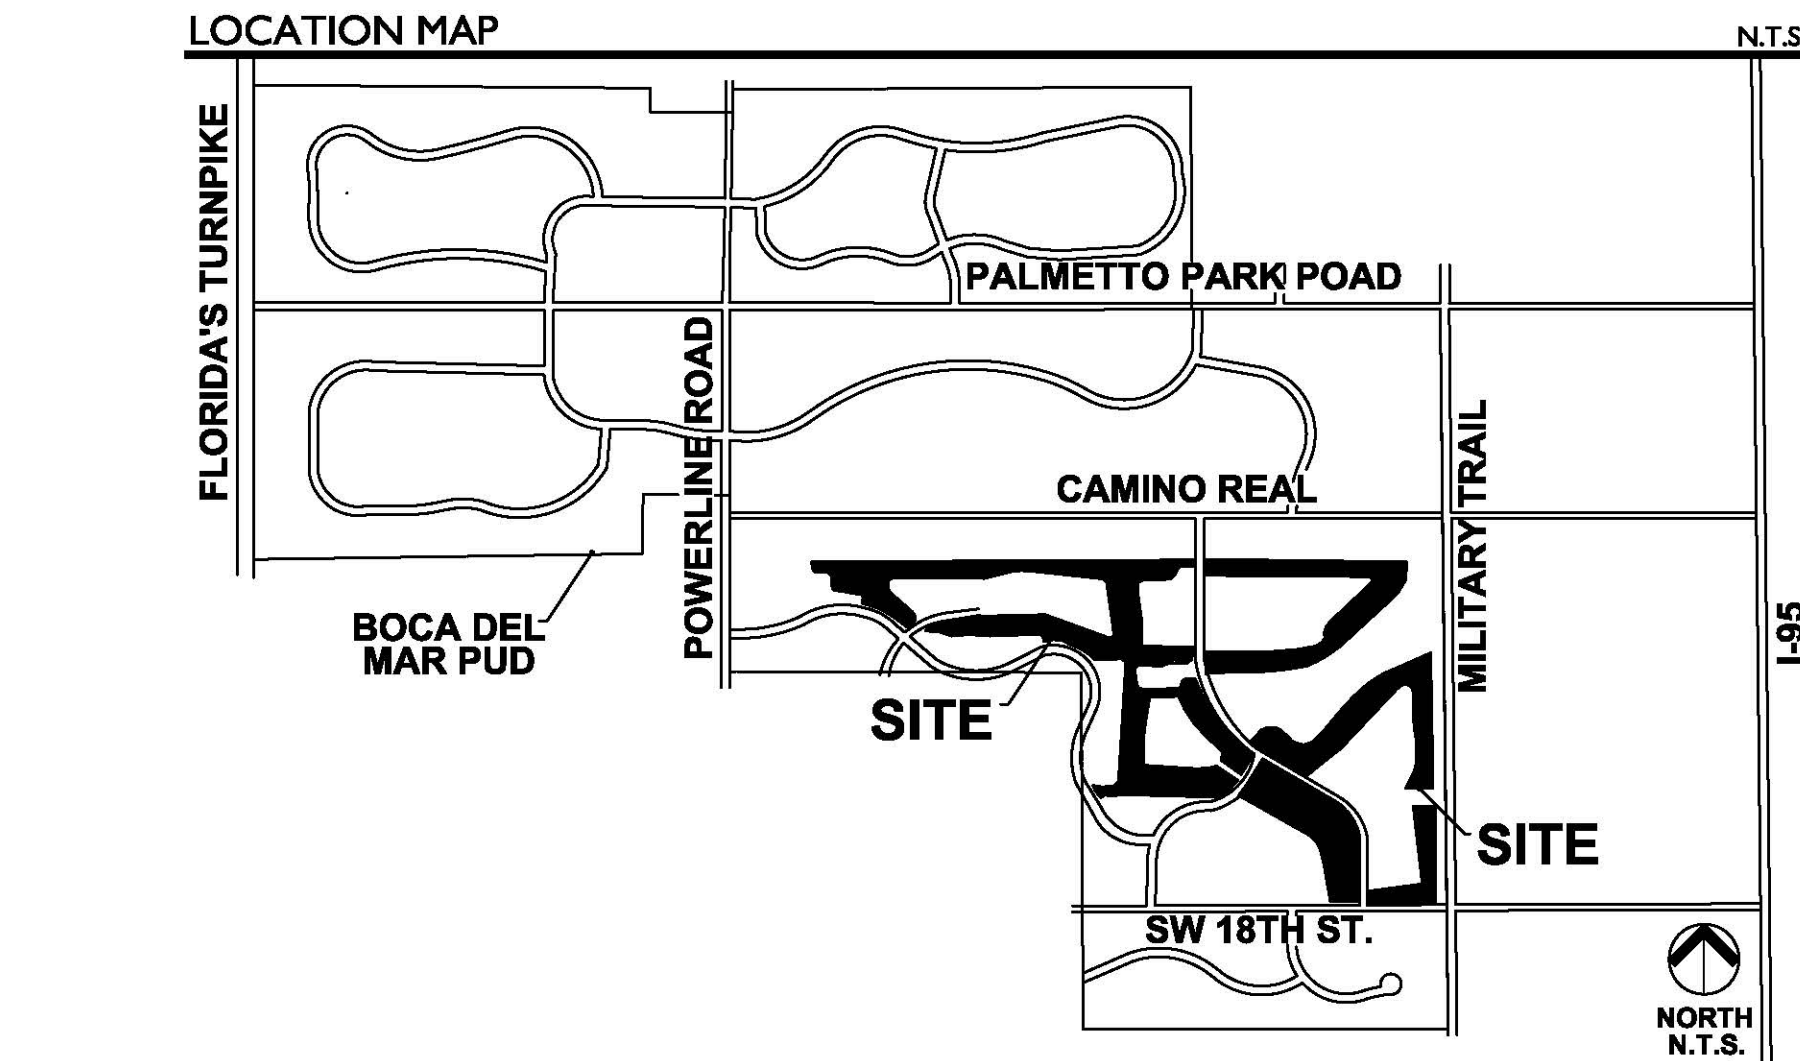 LOCATION MAP
N.T.S
FLORIDA'S TURNPIKE
PALMETTO PARK POAD
POWERLINE ROAD
MILITARY TRAIL
CAMINO REAL
BOCA DEL
MAR PUD
I-95
SITE
SITE
SW 18TH ST.
NORTH
N.T.S.